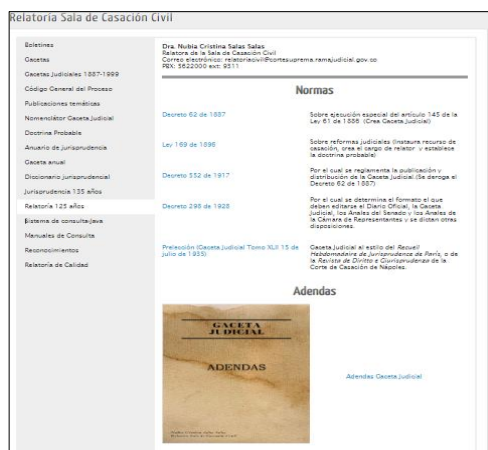 Relatoría Sala de Casación Civil
Boletines
Gacetas
Gacetas Judiciales 1887-1999
Código General del Proceso
Publicaciones temáticas
Nomenclátor Gaceta Judicial
Doctrina Probable
Anuario de jurisprudencia
Gaceta anual
Diccionario jurisprudencial
Jurisprudencia 135 años
Relatoría 125 años
Sistema de consulta Java
Manuales de Consulta
Reconocimientos
Relatoría de Calidad
Dra. Nubia Cristina Salas Salas
Relatora de la Sala de Casación Civil
Correo electrónico: relatoriacivil@cortesuprema.ramajudicial.gov.co
PBX: 5622000 ext: 9311
Normas
Decreto 62 de 1887
Sobre ejecución especial del artículo 145 de la
Ley 61 de 1886 (Crea Gaceta Judicial)
Ley 169 de 1896
Sobre reformas judiciales (Instaura recurso de
casación, crea el cargo de relator y establece
la doctrina probable)
Decreto 552 de 1917
Por el cual se reglamenta la publicación y
distribución de la Gaceta Judicial (Se deroga el
Decreto 62 de 1887)
Decreto 295 de 1928
Por el cual se determina el formato el que
deben editarse el Diario Oficial, la Gaceta
Judicial, los Anales del Senado y los Anales de
la Cámara de Representantes y se dictan otras
disposiciones.
Prelección (Gaceta Judicial Tomo XLII 15 de
julio de 1935)
Gaceta Judicial al estilo del Recueil
Hebdomadaire de Jurisprudence de París, o de
la Revista de Diritto e Giurisprudenza de la
Corte de Casación de Nápoles.
Adendas
GACETA
JUDICIAL
ADENDAS
Adendas Gaceta Judicial